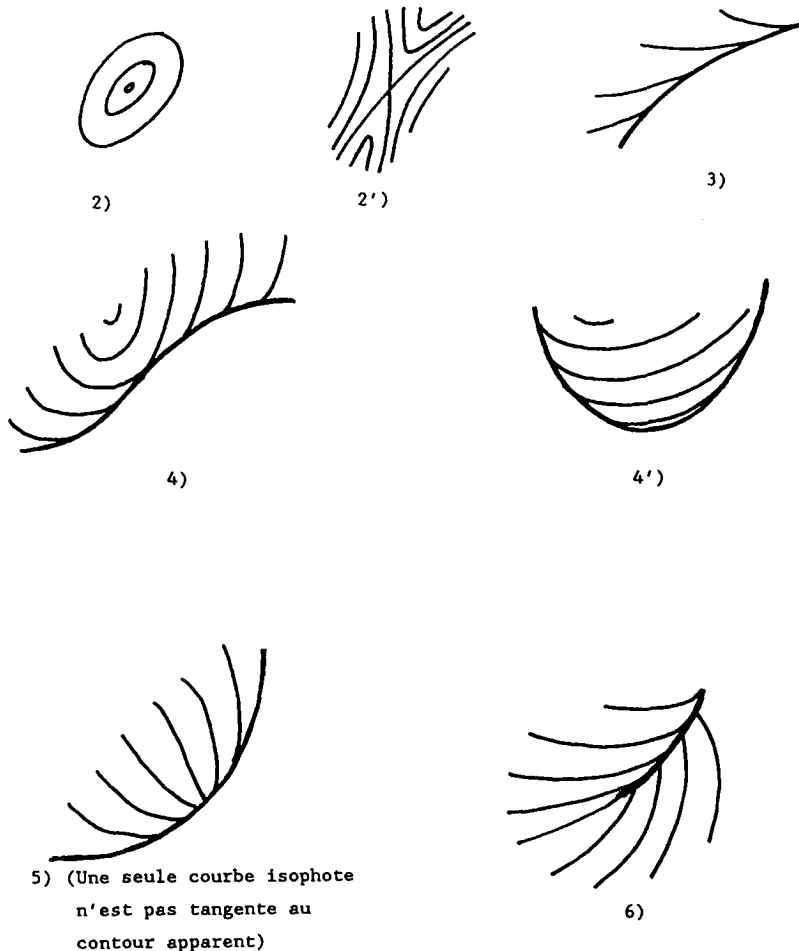 2)
2')
3)
4)
4')
5) (Une seule courbe isophote
n'est pas tangente au
contour apparent)
6)